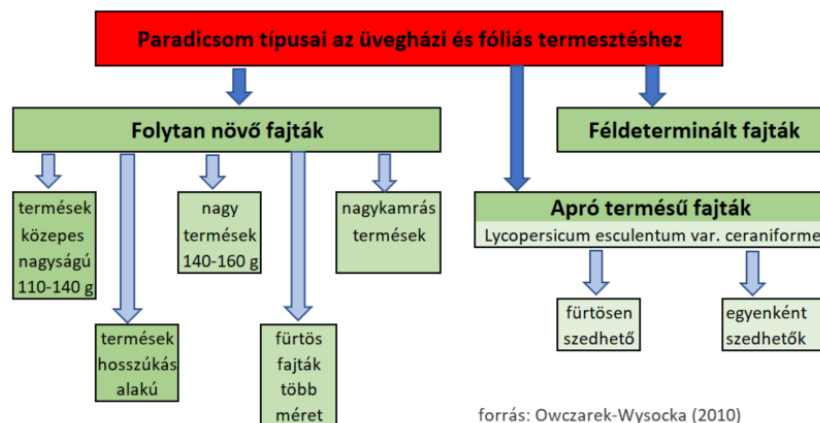 Paradicsom típusai az üvegházi és fóliás termesztéshez
Folytan növő fajták
Féldeterminált fajták
termések
közepes
nagyságú
110-140 g
nagy
termések
140-160 g
nagykamrás
termések
Apró termésű fajták
Lycopersicum esculentum var. ceraniforme
termések
hosszúkás
alakú
fürtös
fajták
több
méret
fürtösen
szedhető
egyenként
szedhetők
forrás: Owczarek-Wysocka (2010)